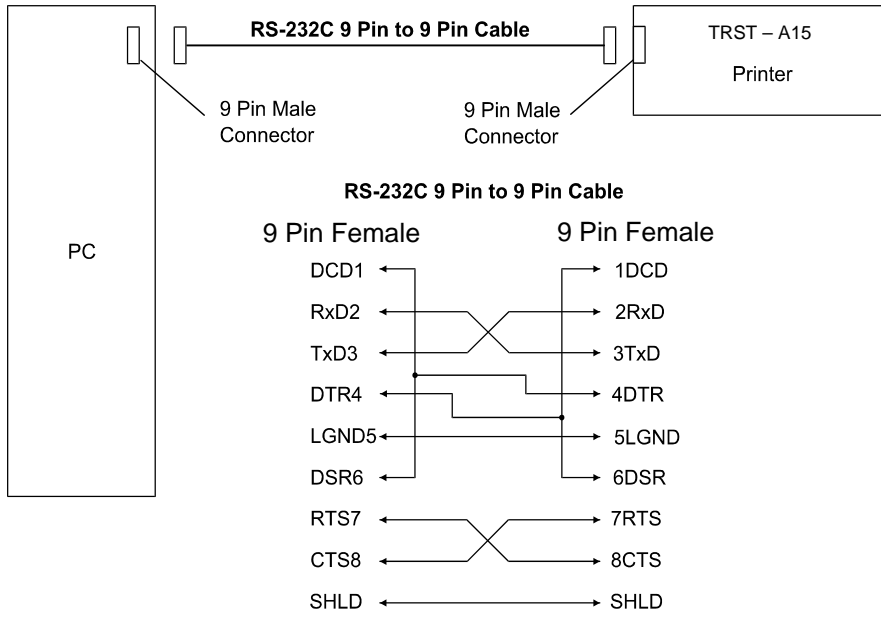 RS-232C 9 Pin to 9 Pin Cable
TRST – A15
Printer
9 Pin Male
Connector
9 Pin Male
Connector
PC
RS-232C 9 Pin to 9 Pin Cable
9 Pin Female
9 Pin Female
DCD1
1DCD
RxD2
2RxD
TxD3
3TxD
DTR4
4DTR
LGND5
5LGND
DSR6
6DSR
RTS7
7RTS
CTS8
8CTS
SHLD
SHLD